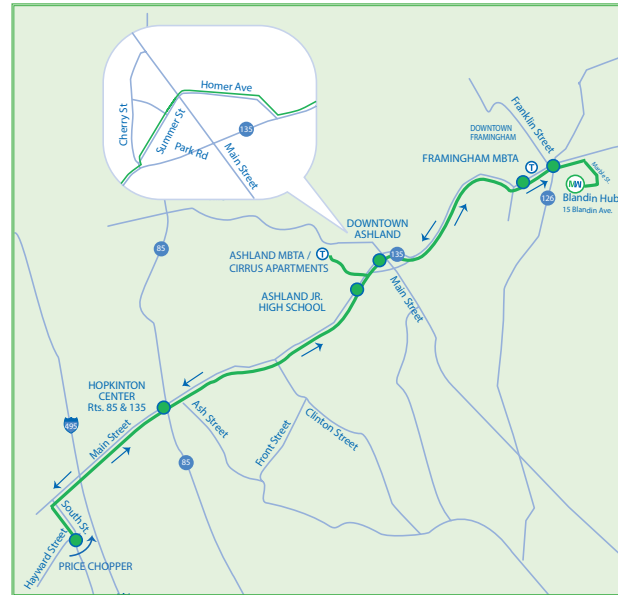 Homer Ave
Cherry St
Summer St
135
Park Rd
Main Street
Franklin Street
DOWNTOWN
FRAMINGHAM
FRAMINGHAM MBTA
T
Marble St.
W
126
Blandin Hub
15 Blandin Ave.
DOWNTOWN
ASHLAND
85
ASHLAND MBTA /
CIRRUS APARTMENTS
T
135
Main Street
ASHLAND JR.
HIGH SCHOOL
HOPKINTON
CENTER
Rts. 85 & 135
495
Main Street
Ash Street
Front Street
Clinton Street
85
South St.
Hayward Street
PRICE CHOPPER